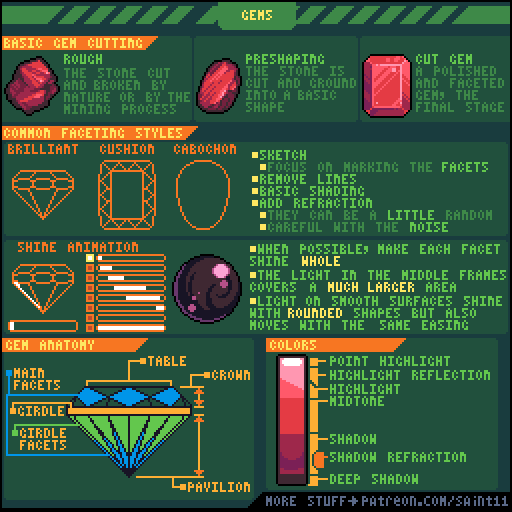 GEMS
BASIC GEM CUTTING
ROUGH
THE STONE CUT
AND BROKEN BY
NATURE OR BY THE
MINING PROCESS
PRESHAPING
THE STONE IS
CUT AND GROUND
INTO A BASIC
SHAPE
CUT GEM
A POLISHED
AND FACETED
GEM, THE
FINAL STAGE
COMMON FACETING STYLES
BRILLIANT
CUSHION
CABOCHON
SKETCH
FOCUS ON MARKING THE FACETS
REMOVE LINES
BASIC SHADING
ADD REFRACTION
THEY CAN BE A LITTLE RANDOM
CAREFUL WITH THE NOISE
SHINE ANIMATION
WHEN POSSIBLE, MAKE EACH FACET
SHINE WHOLE
THE LIGHT IN THE MIDDLE FRAMES
COVERS A MUCH LARGER AREA
LIGHT ON SMOOTH SURFACES SHINE
WITH ROUNDED SHAPES BUT ALSO
MOVES WITH THE SAME EASING
GEM ANATOMY
TABLE
MAIN
FACETS
CROWN
GIRDLE
GIRDLE
FACETS
PAVILION
COLORS
POINT HIGHLIGHT
HIGHLIGHT REFLECTION
HIGHLIGHT
MIDTONE
SHADOW
SHADOW REFRACTION
DEEP SHADOW
MORE STUFF→PATREON.COM/SAINT11